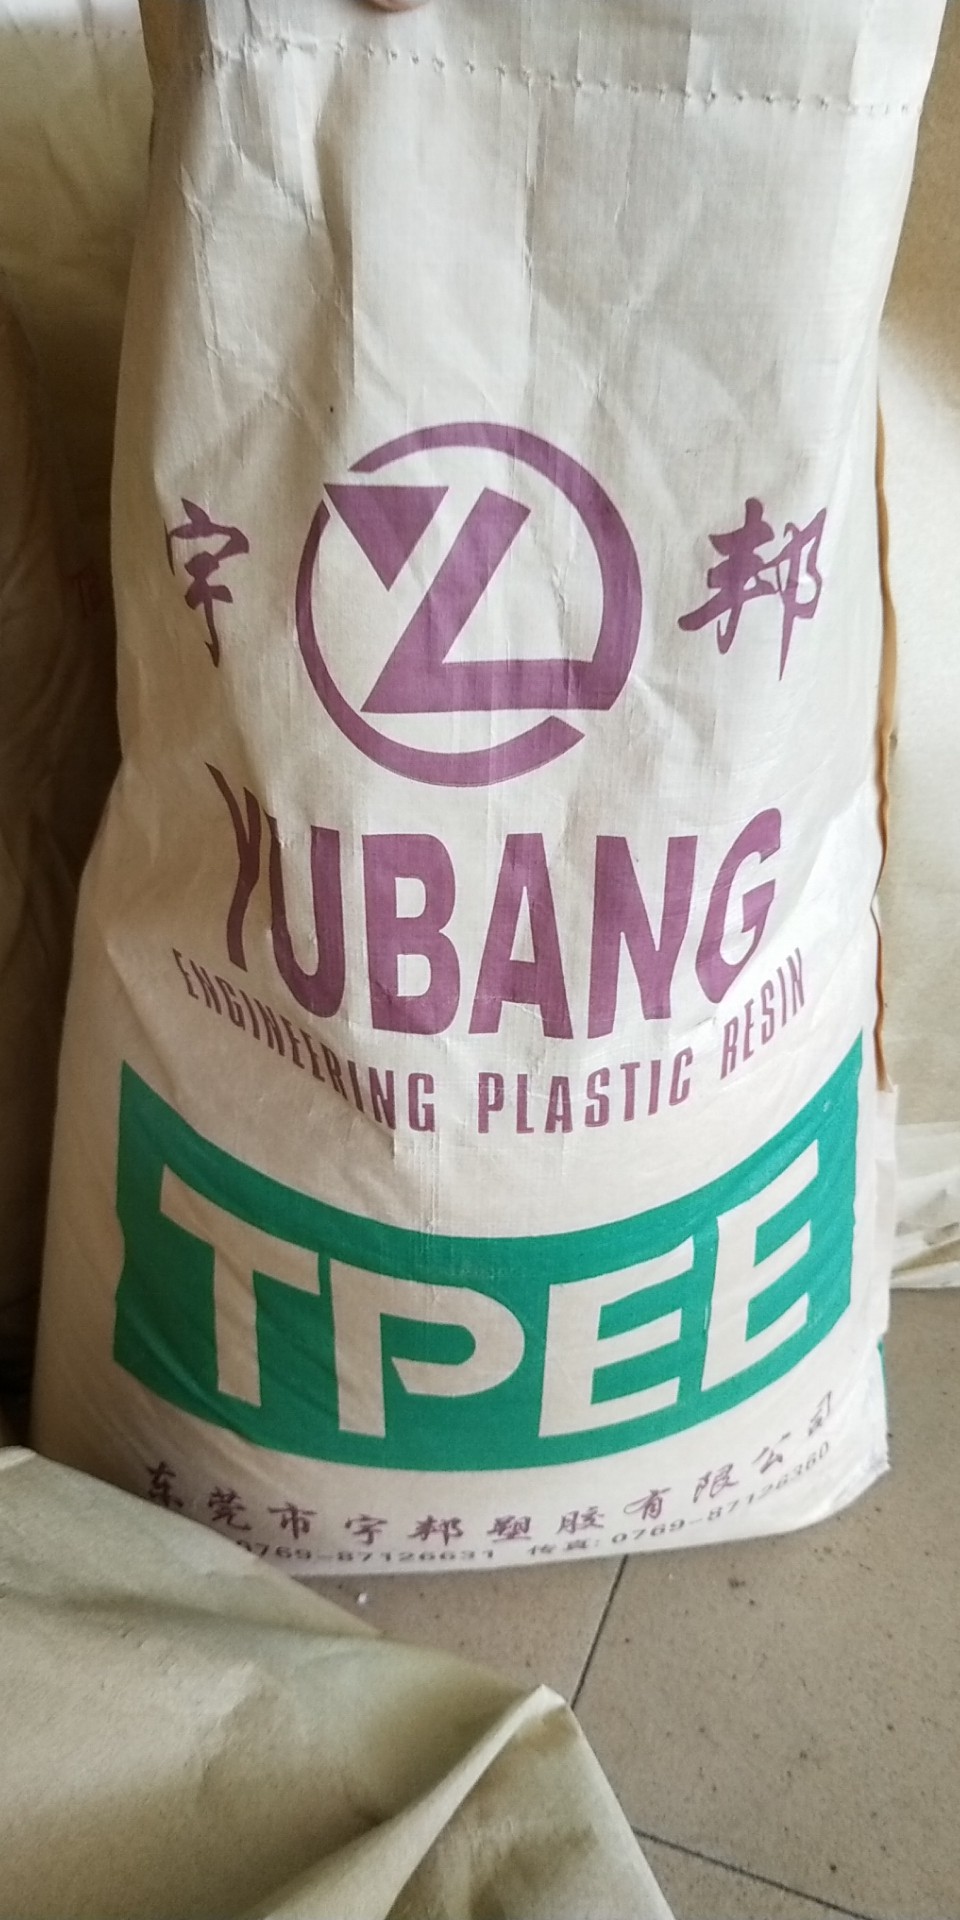 宇 邦
YUBANG
ENGINEERING PLASTIC RESIN
TPEE
东莞市宇邦塑胶有限公司
0769-87126631 传真: 0769-87126360